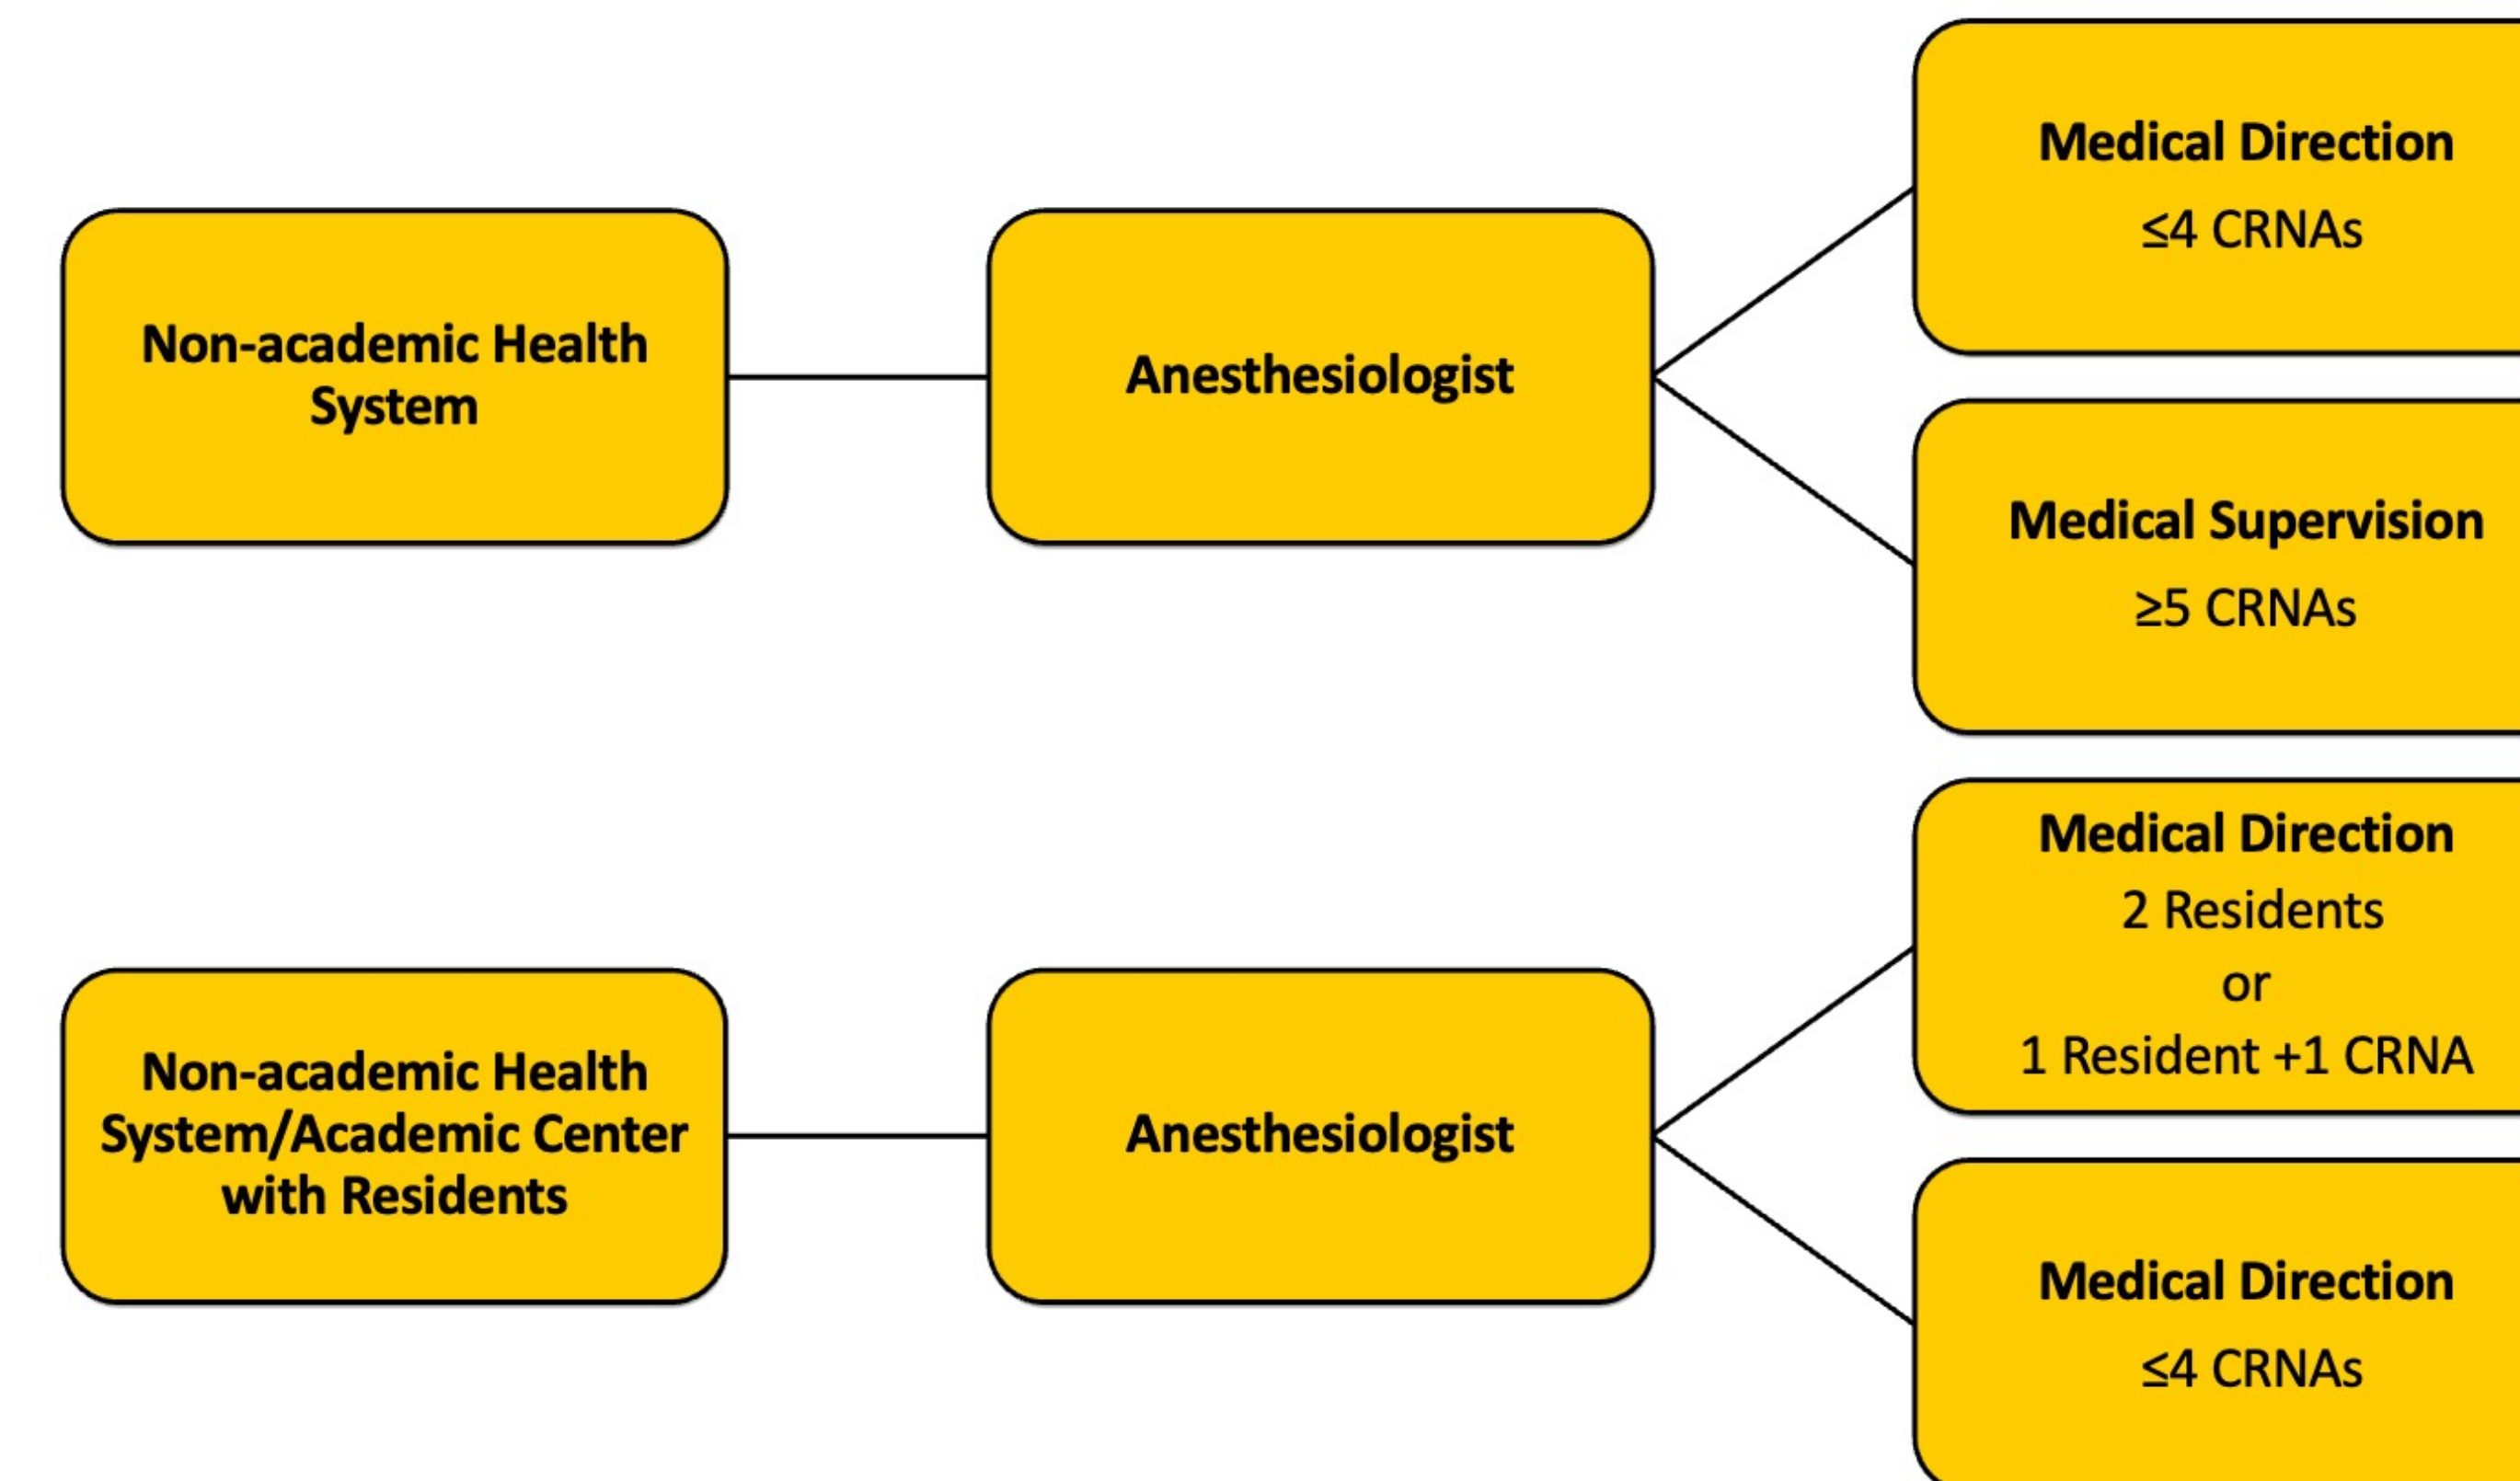 Non-academic Health
System
Anesthesiologist
Medical Direction
≤4 CRNAs
Medical Supervision
≥5 CRNAs
Non-academic Health
System/Academic Center
with Residents
Anesthesiologist
Medical Direction
2 Residents
or
1 Resident +1 CRNA
Medical Direction
≤4 CRNAs